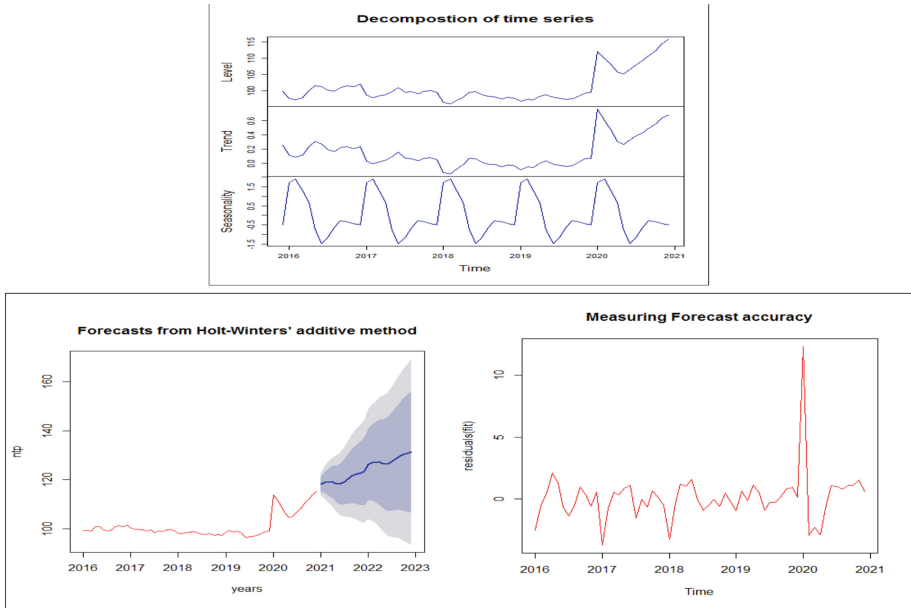 Decompostion of time series
Level
100 105 110 115
Trend
0.0 0.2 0.4 0.6
Seasonality
-1.5 -0.5 0.5 1.5
2016 2017 2018 2019 2020 2021
Time
Forecasts from Holt-Winters' additive method
ntp
100 120 140 160
2016 2017 2018 2019 2020 2021 2022 2023
years
Measuring Forecast accuracy
residuals(fit)
0 5 10
2016 2017 2018 2019 2020 2021
Time